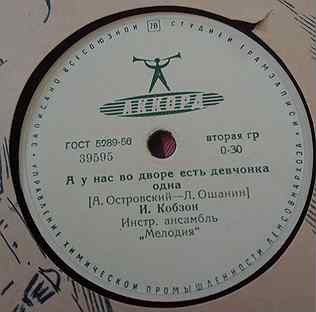 ЗАПИСАНО ВСЕСОЮЗНОЙ 78 СТУДИЕЙ ГРАМЗАПИСИ
АККОРД
ГОСТ 5289-56
39595
вторая гр
0-30
А у нас во дворе есть девчонка
одна
[А. Островский—Л. Ошанин]
И. Кобзон
Инстр. ансамбль
„Мелодия"
УПРАВЛЕНИЕ ХИМИЧЕСКОЙ ПРОМЫШЛЕННОСТИ ЛЕНСОВНАРХОЗА